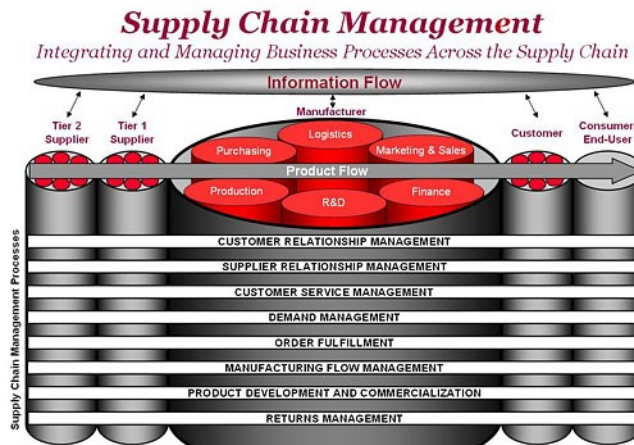 Supply Chain Management
Integrating and Managing Business Processes Across the Supply Chain
Information Flow
Tier 2
Supplier
Tier 1
Supplier
Manufacturer
Customer
Consumer/
End-User
Logistics
Purchasing
Marketing & Sales
Product Flow
Production
R&D
Finance
Supply Chain Management Processes
CUSTOMER RELATIONSHIP MANAGEMENT
SUPPLIER RELATIONSHIP MANAGEMENT
CUSTOMER SERVICE MANAGEMENT
DEMAND MANAGEMENT
ORDER FULFILLMENT
MANUFACTURING FLOW MANAGEMENT
PRODUCT DEVELOPMENT AND COMMERCIALIZATION
RETURNS MANAGEMENT